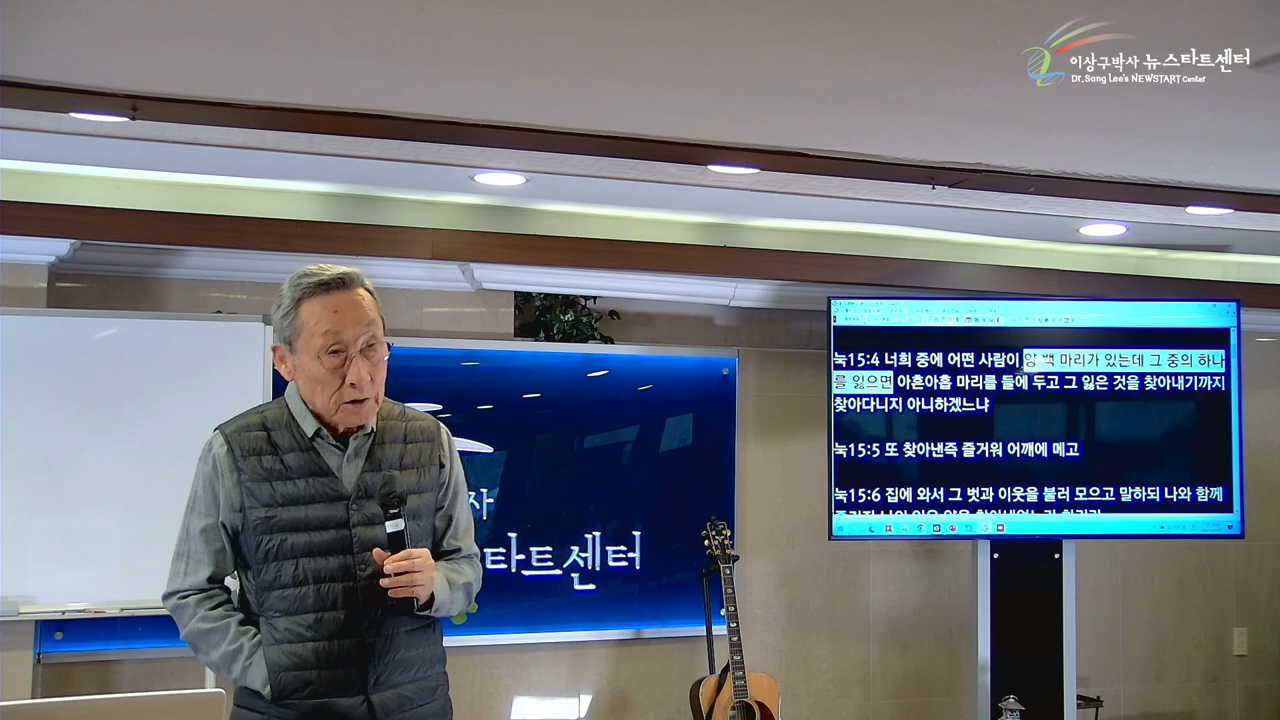 이상구박사 뉴스타트센터
Dr. Sang Lee's NEWSTART Center
눅15:4 너희 중에 어떤 사람이 양 백 마리가 있는데 그 중의 하나
를 잃으면 아흔아홉 마리를 들에 두고 그 잃은 것을 찾아내기까지
찾아다니지 아니하겠느냐
눅15:5 또 찾아낸즉 즐거워 어깨에 메고
눅15:6 집에 와서 그 벗과 이웃을 불러 모으고 말하되 나와 함께
사
타트센터